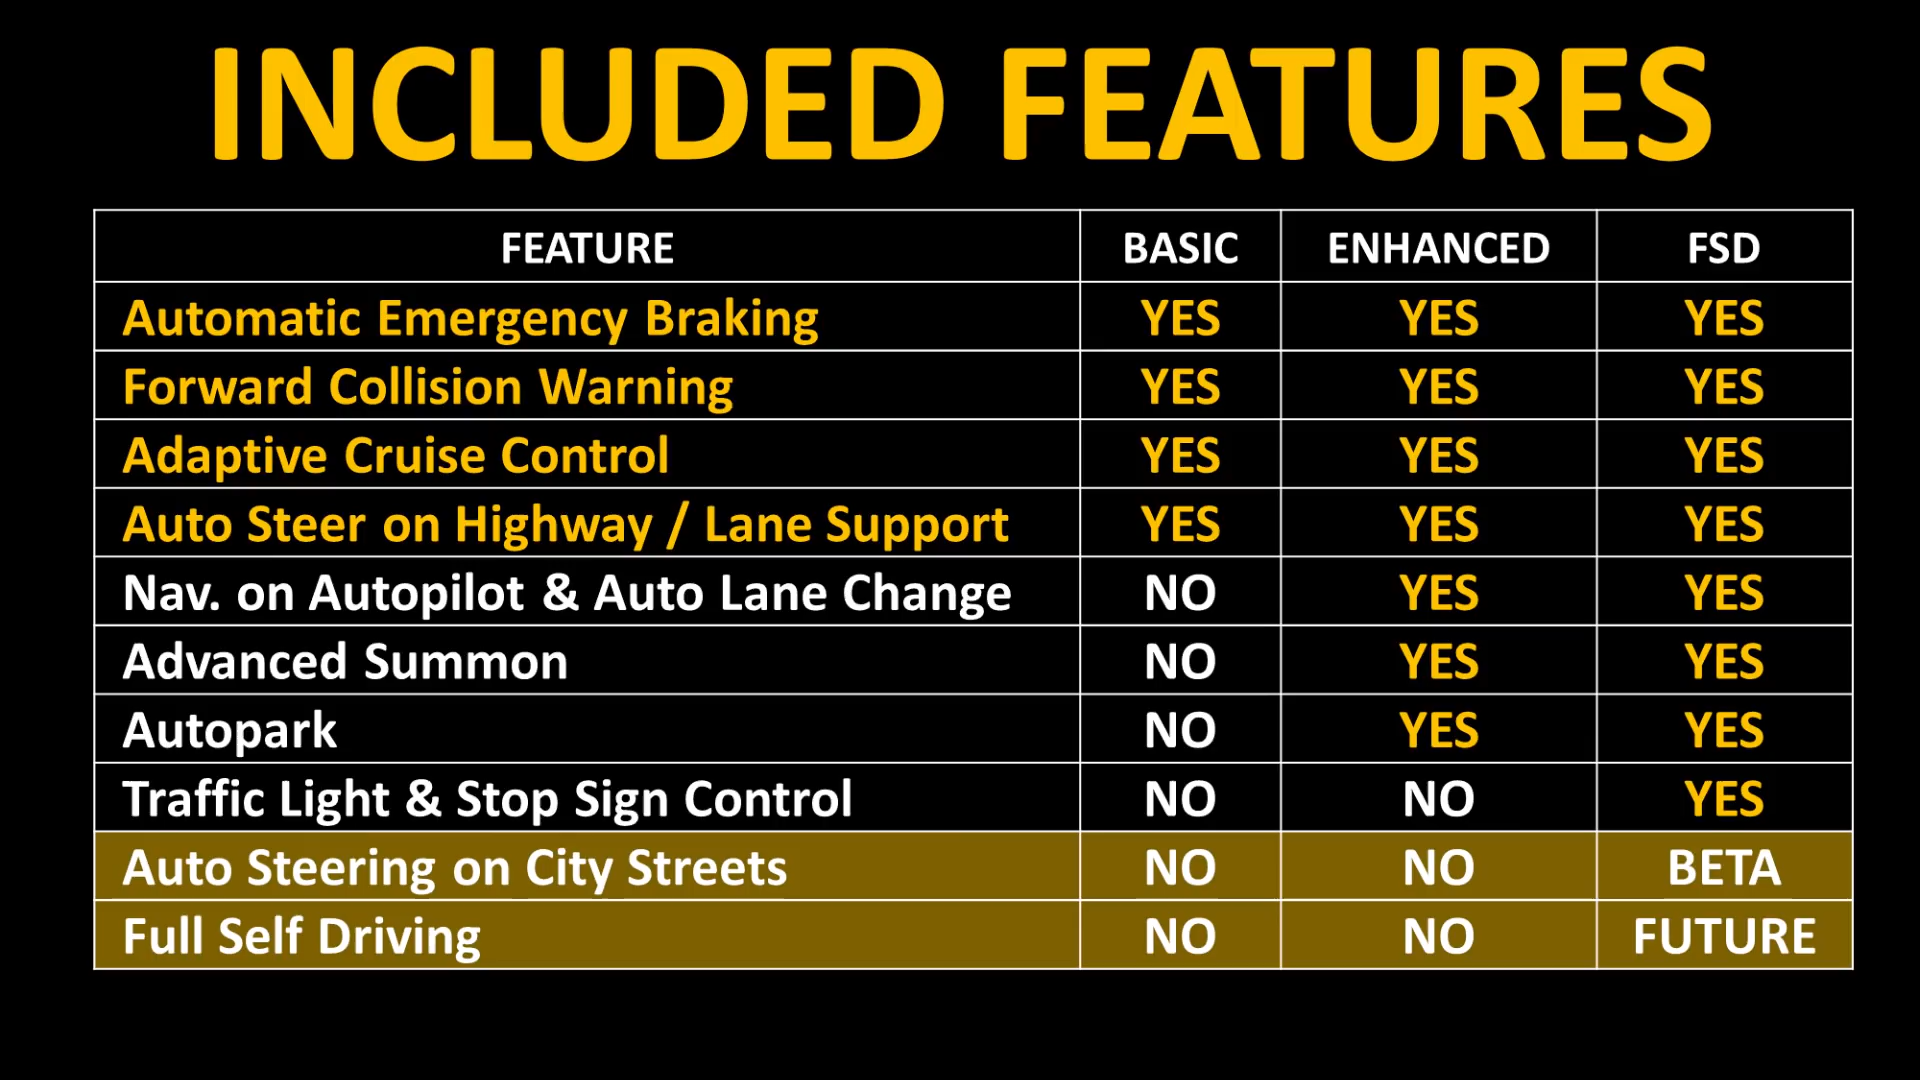 INCLUDED FEATURES
FEATURE BASIC ENHANCED FSD
Automatic Emergency Braking YES YES YES
Forward Collision Warning YES YES YES
Adaptive Cruise Control YES YES YES
Auto Steer on Highway / Lane Support YES YES YES
Nav. on Autopilot & Auto Lane Change NO YES YES
Advanced Summon NO YES YES
Autopark NO YES YES
Traffic Light & Stop Sign Control NO NO YES
Auto Steering on City Streets NO NO BETA
Full Self Driving NO NO FUTURE